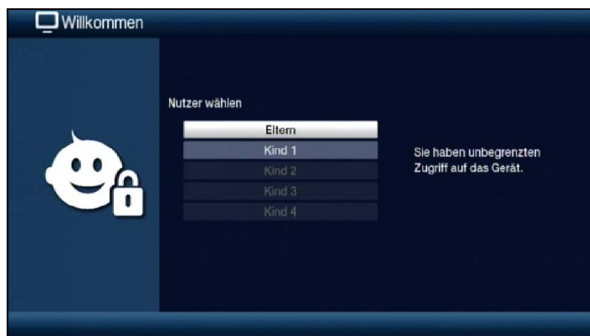 Willkommen
Nutzer wählen
Eltern
Kind 1
Kind 2
Kind 3
Kind 4
Sie haben unbegrenzten
Zugriff auf das Gerät.